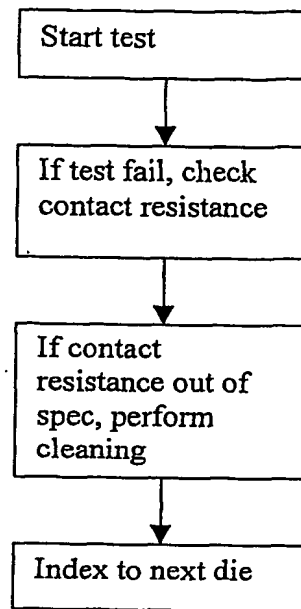 Start test
If test fail, check
contact resistance
If contact
resistance out of
spec, perform
cleaning
Index to next die